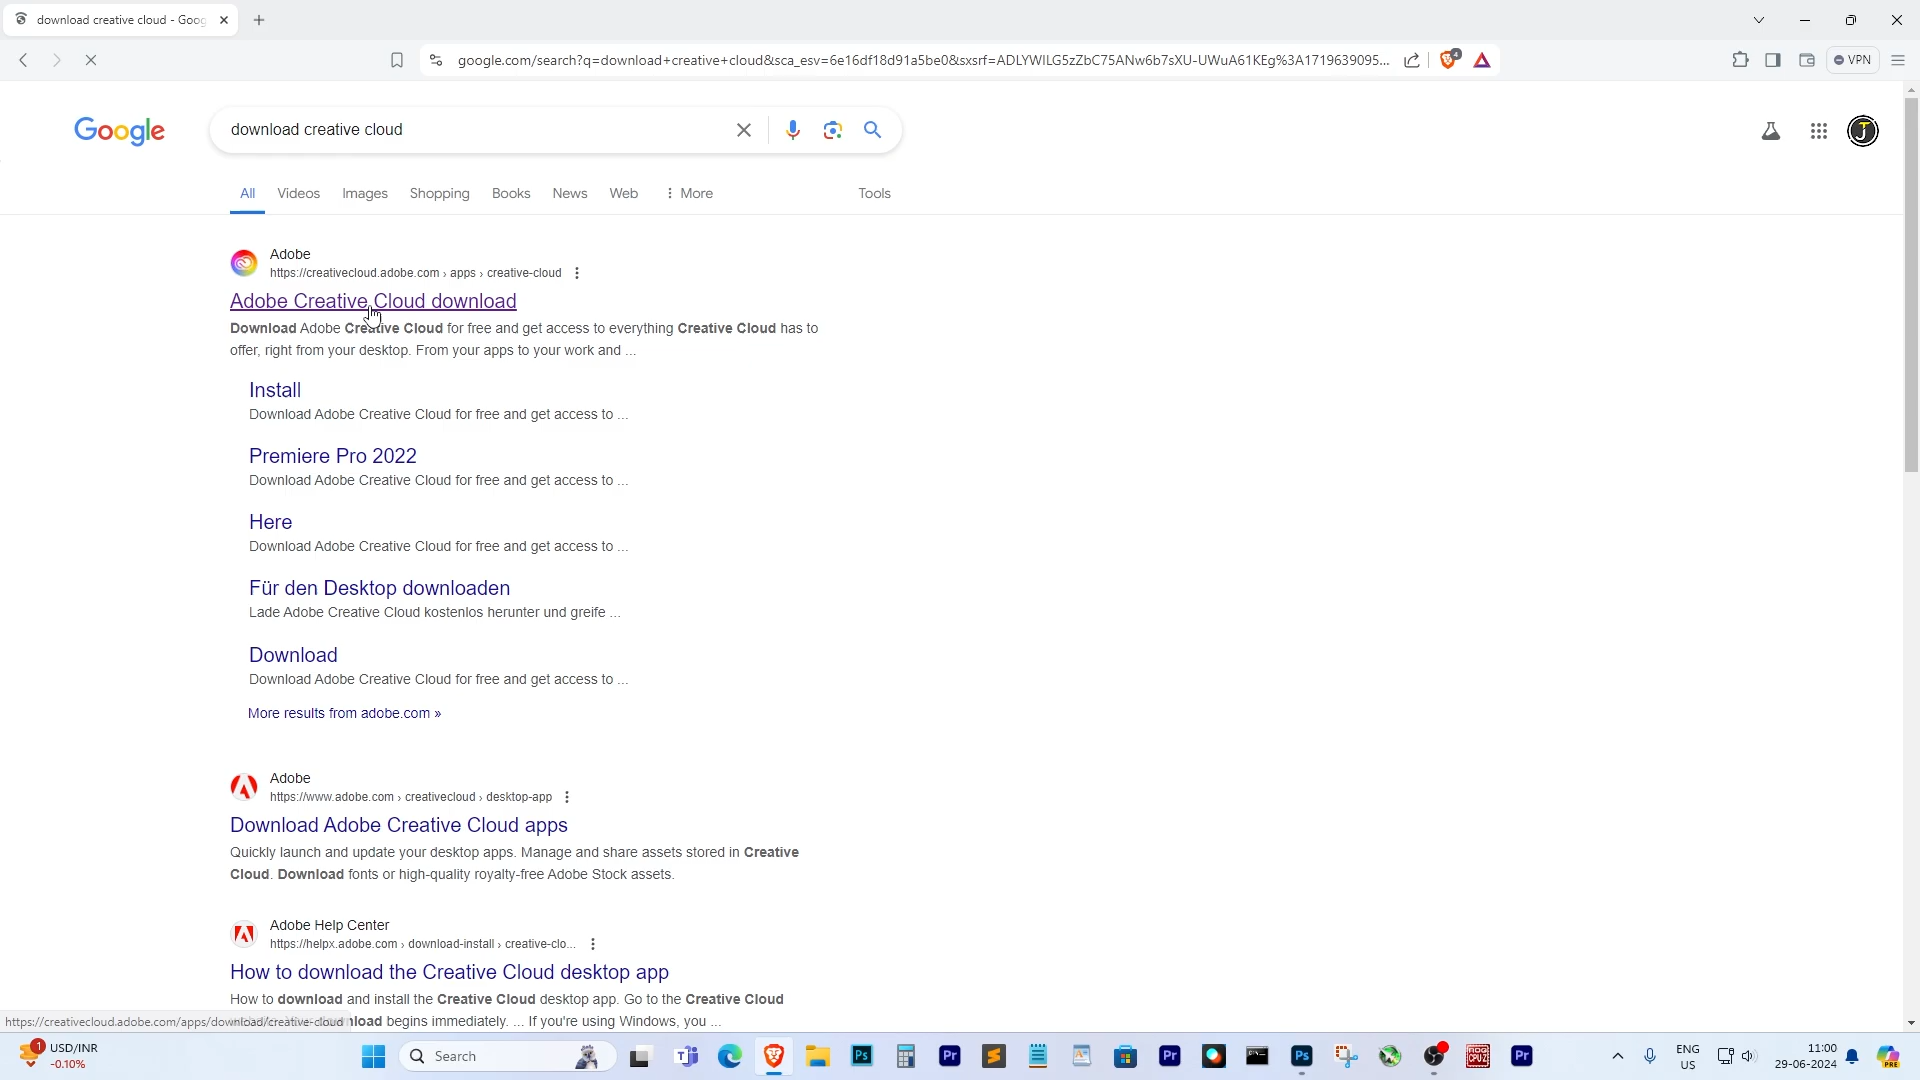 download creative cloud - Goog
google.com/search?q=download+creative+cloud&sca_esv=6e16df18d91a5be0&sxsrf=ADLYWILG5zZbC75ANw6b7sXU-UWuA61KEg%3A1719639095...
4
VPN
Google
download creative cloud
All Videos Images Shopping Books News Web More Tools
Adobe
https://creativecloud.adobe.com › apps › creative-cloud
Adobe Creative Cloud download
Download Adobe Creative Cloud for free and get access to everything Creative Cloud has to
offer, right from your desktop. From your apps to your work and ...
Install
Download Adobe Creative Cloud for free and get access to ...
Premiere Pro 2022
Download Adobe Creative Cloud for free and get access to ...
Here
Download Adobe Creative Cloud for free and get access to ...
Für den Desktop downloaden
Lade Adobe Creative Cloud kostenlos herunter und greife ...
Download
Download Adobe Creative Cloud for free and get access to ...
More results from adobe.com »
Adobe
https://www.adobe.com › creativecloud › desktop-app
Download Adobe Creative Cloud apps
Quickly launch and update your desktop apps. Manage and share assets stored in Creative
Cloud. Download fonts or high-quality royalty-free Adobe Stock assets.
Adobe Help Center
https://helpx.adobe.com › download-install › creative-clo...
How to download the Creative Cloud desktop app
How to download and install the Creative Cloud desktop app. Go to the Creative Cloud
load begins immediately. ... If you're using Windows, you ...
https://creativecloud.adobe.com/apps/download/creative-cloud
1
USD/INR
-0.10%
Search
Ps
Pr
Pr
Ps
CPU-Z
Pr
ENG
US
11:00
29-06-2024
PRE